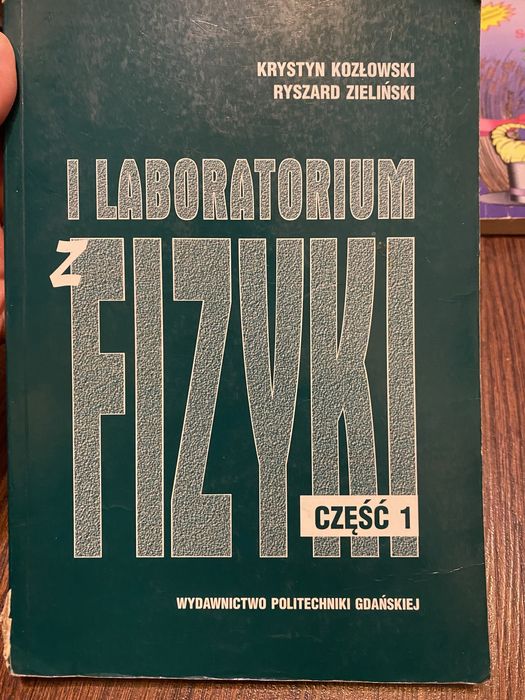 KRYSTYN KOZŁOWSKI
RYSZARD ZIELIŃSKI
I LABORATORIUM
Z
FIZYKI
CZĘŚĆ 1
WYDAWNICTWO POLITECHNIKI GDAŃSKIEJ